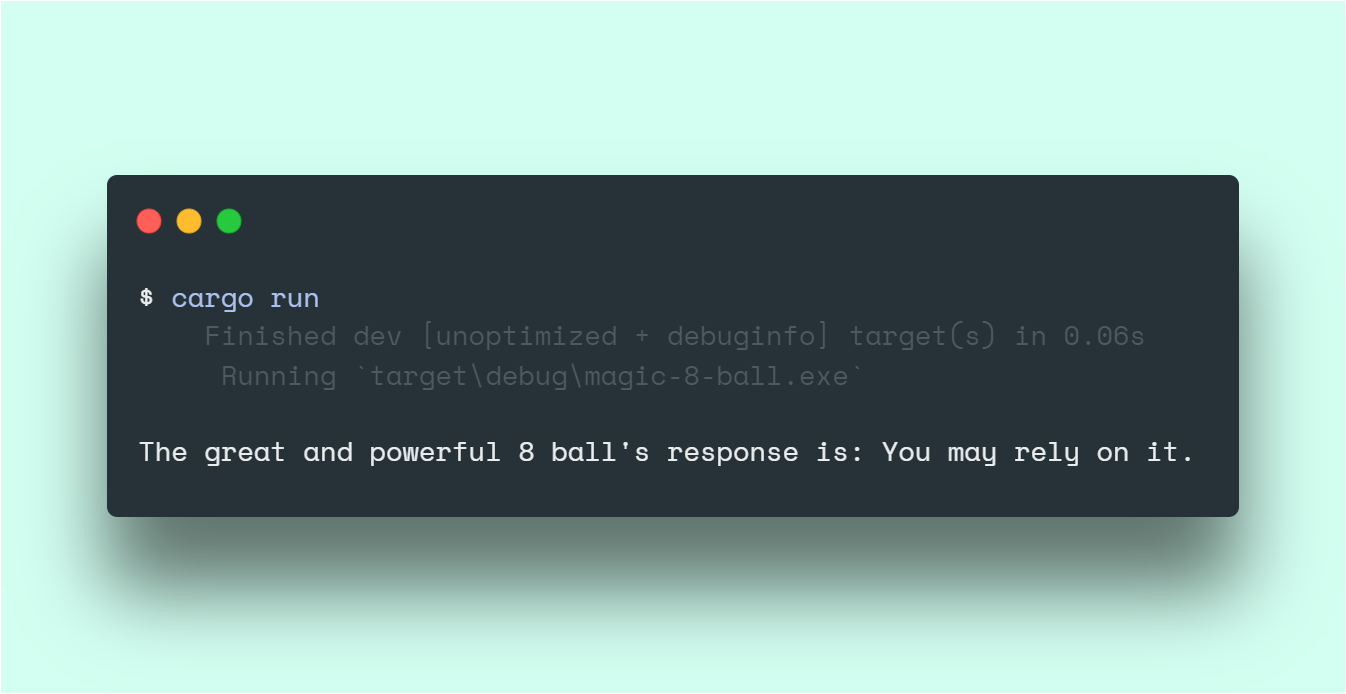 $ cargo run
Finished dev [unoptimized + debuginfo] target(s) in 0.06s
Running `target\debug\magic-8-ball.exe`
The great and powerful 8 ball's response is: You may rely on it.